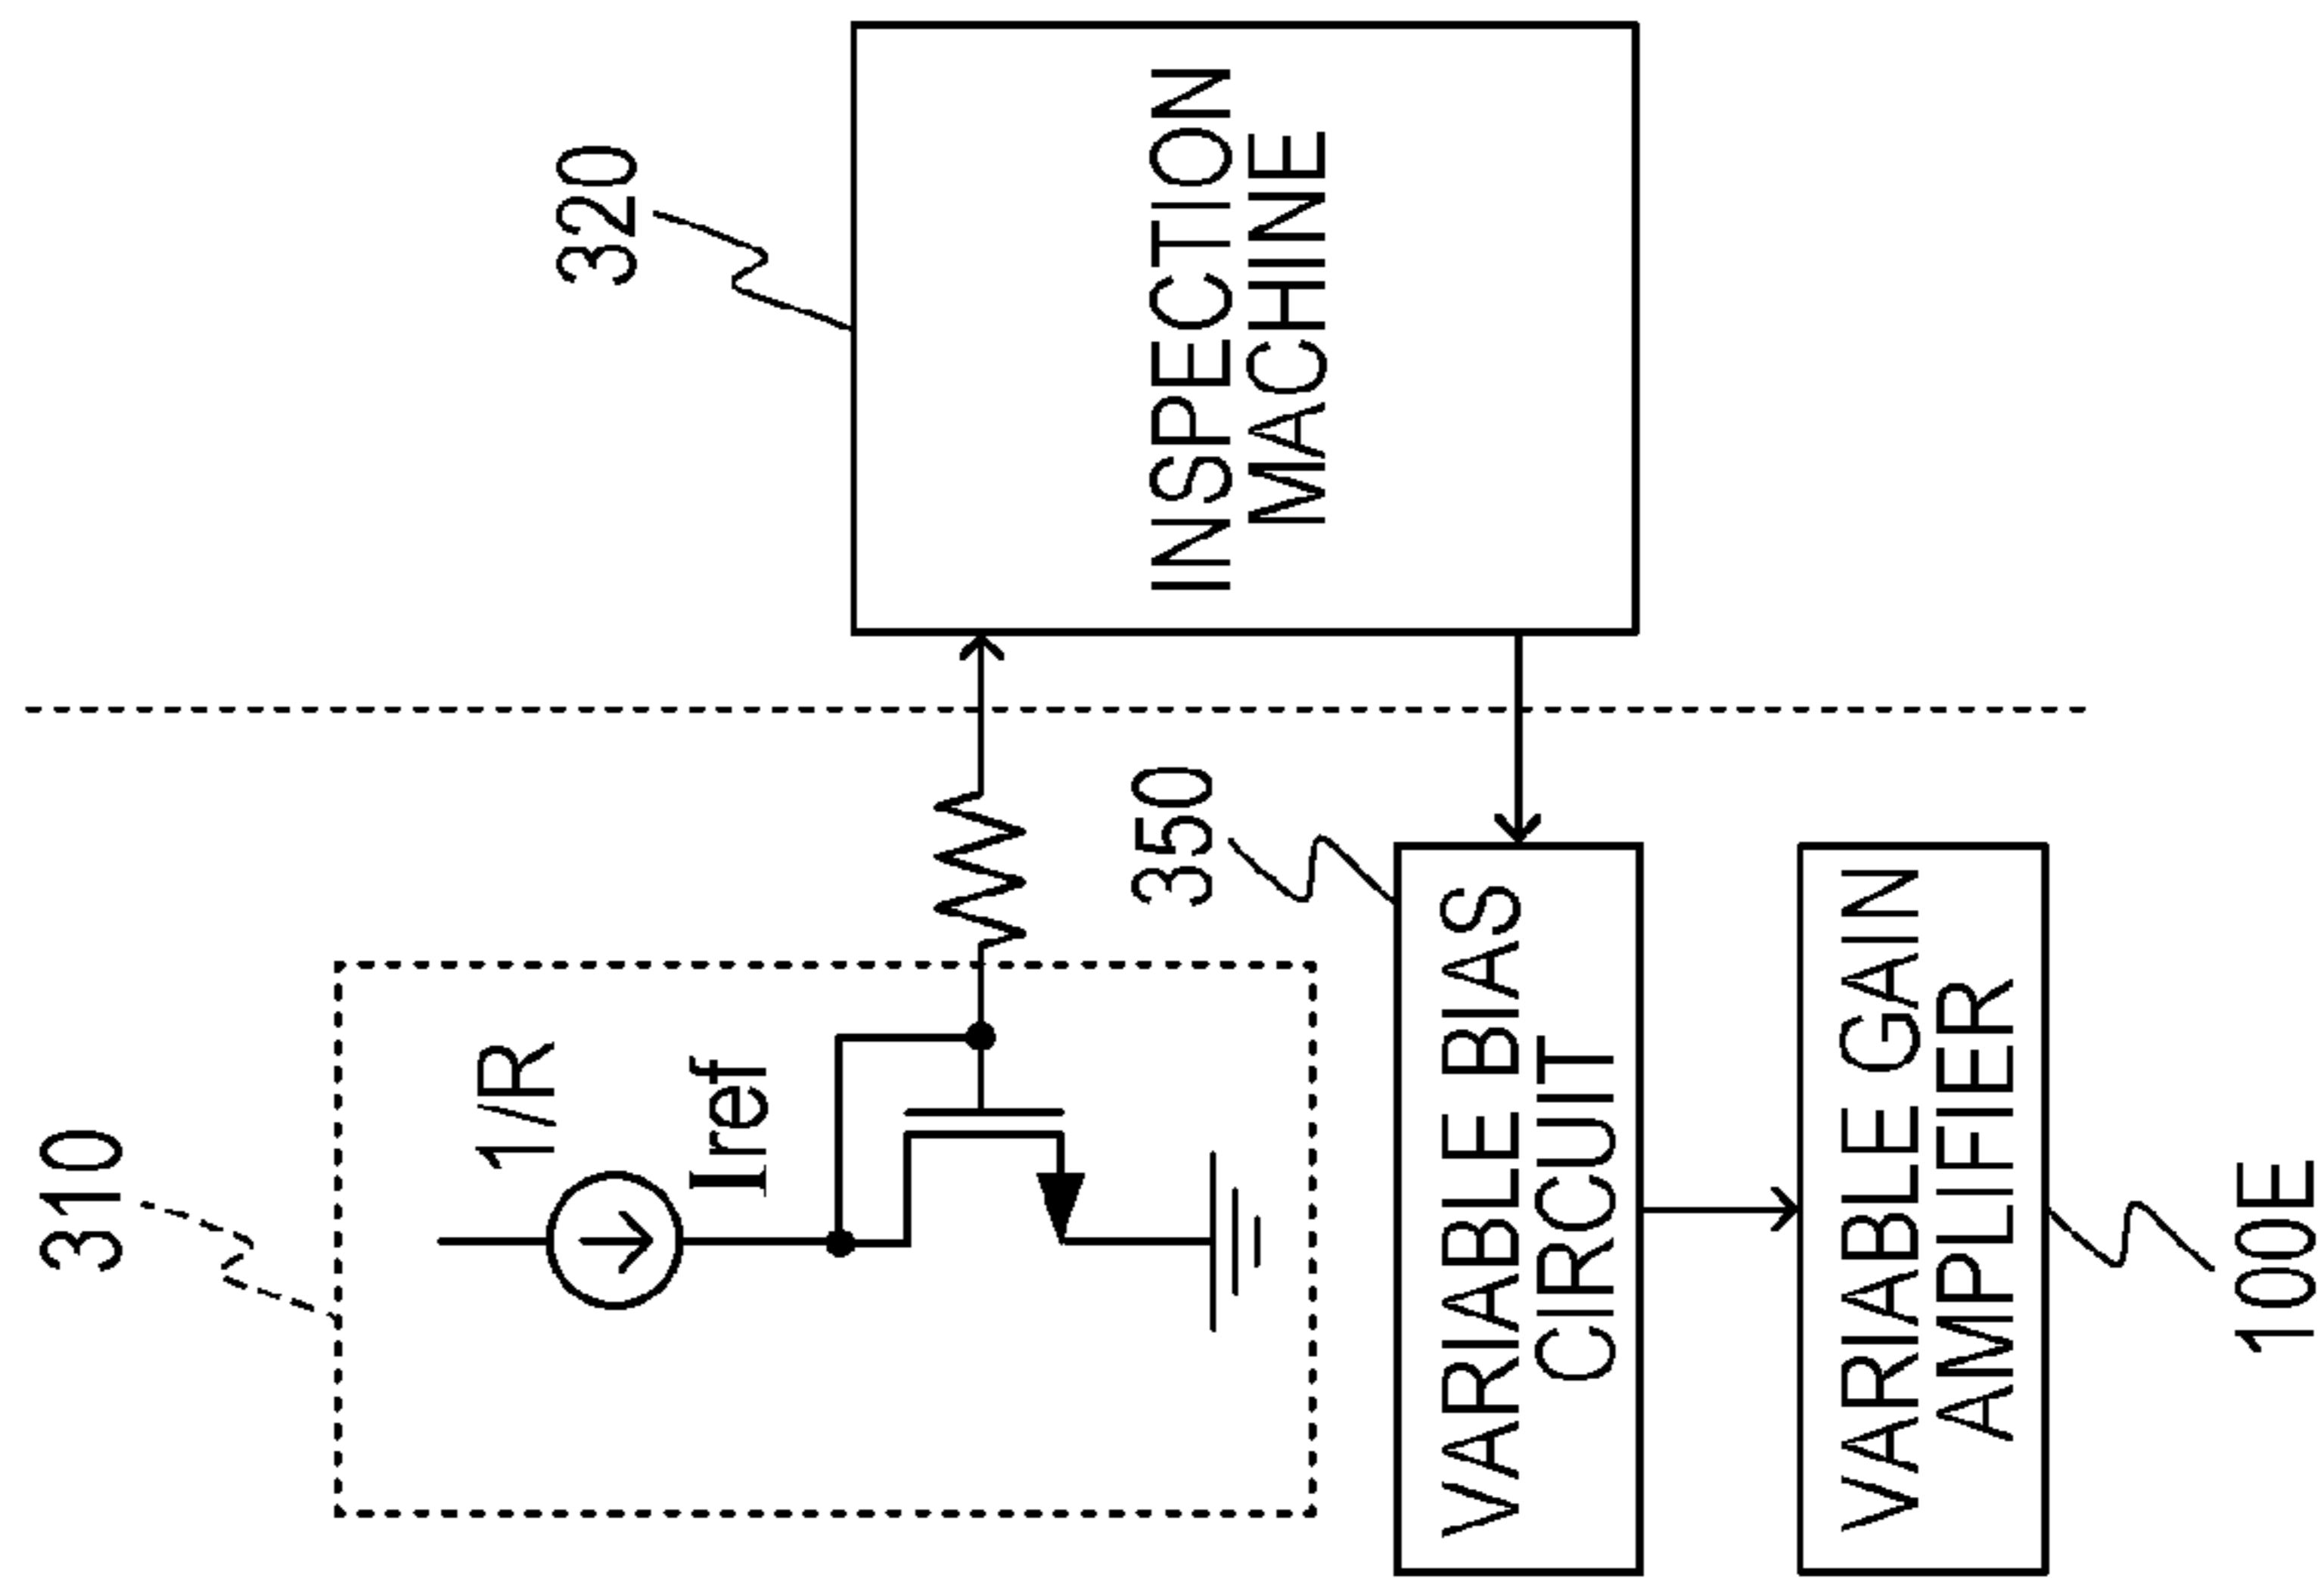 310
1/R
Iref
320
INSPECTION
MACHINE
350
VARIABLE BIAS
CIRCUIT
VARIABLE GAIN
AMPLIFIER
100E